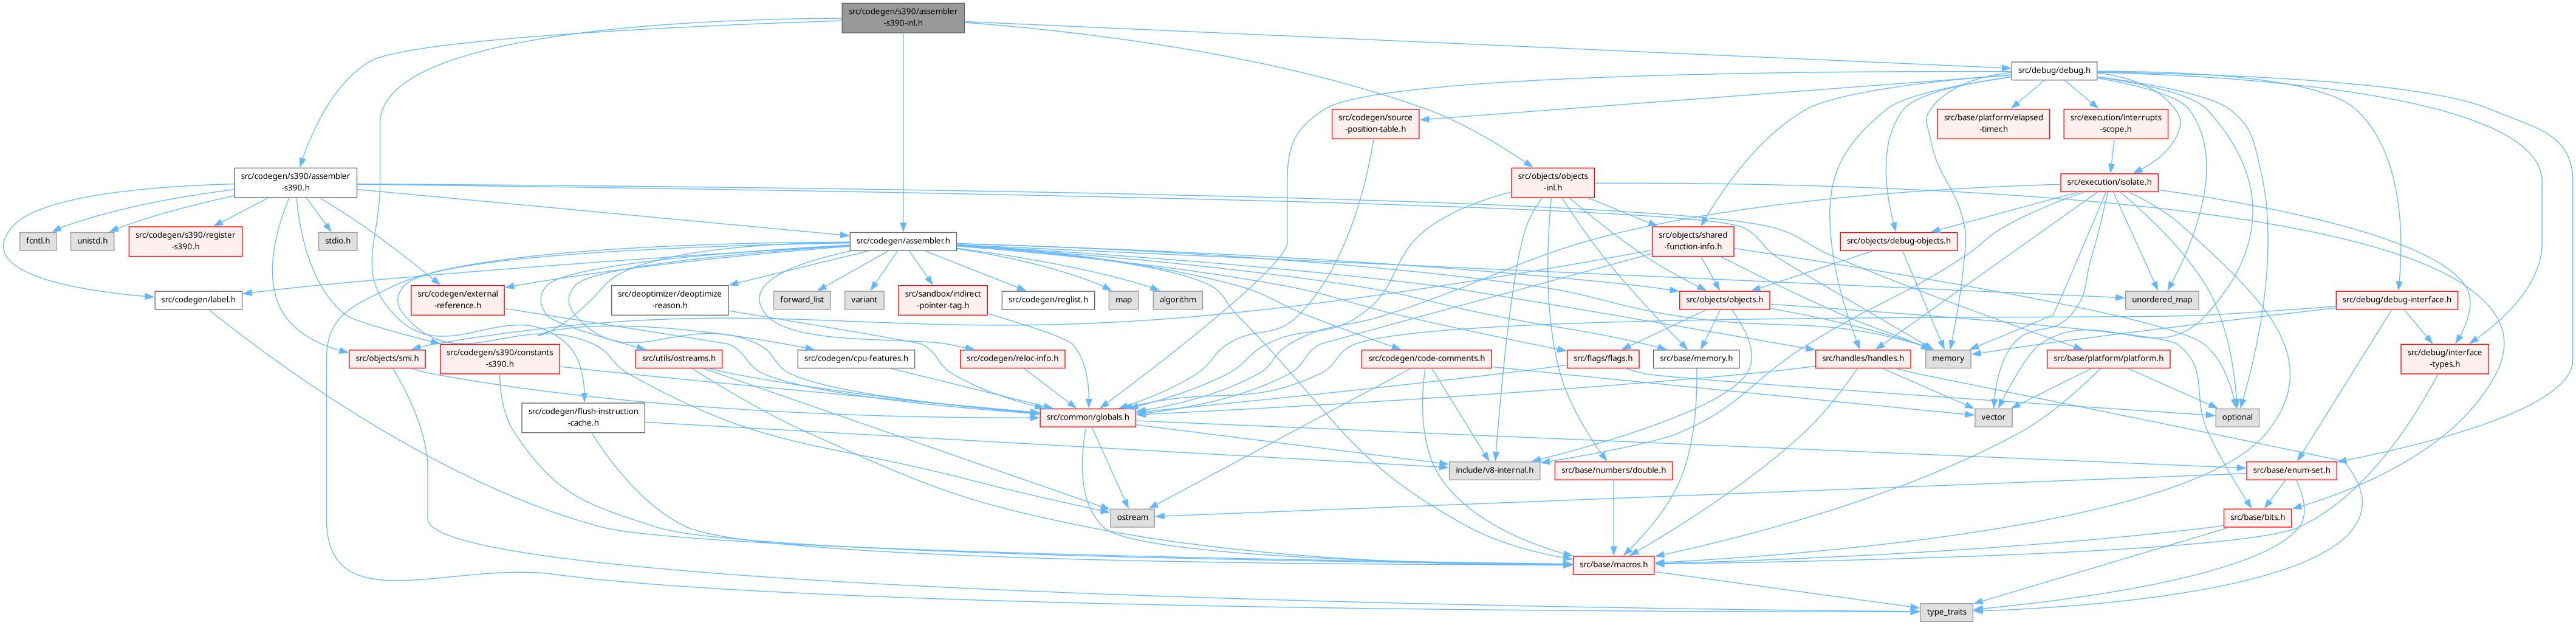 src/codegen/s390/assembler
-s390-inl.h
src/debug/debug.h
src/codegen/source
-position-table.h
src/base/platform/elapsed
-timer.h
src/execution/interrupts
-scope.h
src/codegen/s390/assembler
-s390.h
src/objects/objects
-inl.h
src/execution/isolate.h
fcntl.h
unistd.h
src/codegen/s390/register
-s390.h
stdio.h
src/codegen/assembler.h
src/objects/shared
-function-info.h
src/objects/debug-objects.h
src/codegen/label.h
src/codegen/external
-reference.h
src/deoptimizer/deoptimize
-reason.h
forward_list
variant
src/sandbox/indirect
-pointer-tag.h
src/codegen/reglist.h
map
algorithm
src/objects/objects.h
unordered_map
src/debug/debug-interface.h
src/objects/smi.h
src/codegen/s390/constants
-s390.h
src/utils/ostreams.h
src/codegen/cpu-features.h
src/codegen/reloc-info.h
src/codegen/code-comments.h
src/flags/flags.h
src/base/memory.h
src/handles/handles.h
memory
src/base/platform/platform.h
src/debug/interface
-types.h
src/codegen/flush-instruction
-cache.h
src/common/globals.h
vector
optional
include/v8-internal.h
src/base/numbers/double.h
src/base/enum-set.h
ostream
src/base/bits.h
src/base/macros.h
type_traits